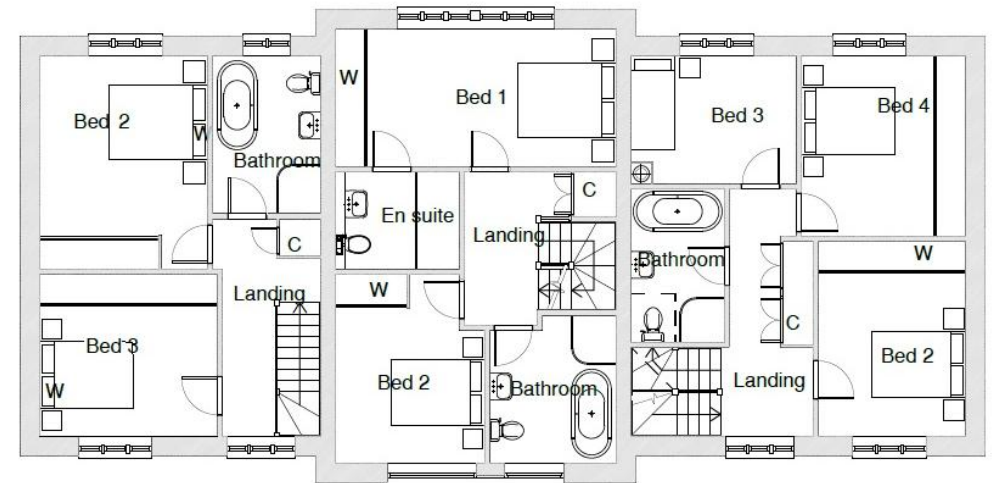 Bed 2
W
Bathroom
C
Landing
Bed 3
W
W
Bed 1
En suite
Landing
C
W
Bed 2
Bathroom
Bed 3
Bed 4
Bathroom
C
W
Landing
Bed 2